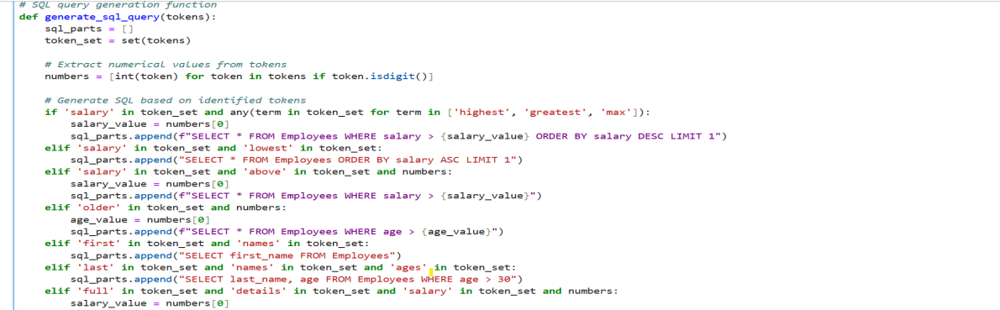 # SQL query generation function
def generate_sql_query(tokens):
    sql_parts = []
    token_set = set(tokens)

    # Extract numerical values from tokens
    numbers = [int(token) for token in tokens if token.isdigit()]

    # Generate SQL based on identified tokens
    if 'salary' in token_set and any(term in token_set for term in ['highest', 'greatest', 'max']):
        salary_value = numbers[0]
        sql_parts.append(f"SELECT * FROM Employees WHERE salary > {salary_value} ORDER BY salary DESC LIMIT 1")
    elif 'salary' in token_set and 'lowest' in token_set:
        sql_parts.append("SELECT * FROM Employees ORDER BY salary ASC LIMIT 1")
    elif 'salary' in token_set and 'above' in token_set and numbers:
        salary_value = numbers[0]
        sql_parts.append(f"SELECT * FROM Employees WHERE salary > {salary_value}")
    elif 'older' in token_set and numbers:
        age_value = numbers[0]
        sql_parts.append(f"SELECT * FROM Employees WHERE age > {age_value}")
    elif 'first' in token_set and 'names' in token_set:
        sql_parts.append("SELECT first_name FROM Employees")
    elif 'last' in token_set and 'names' in token_set and 'ages' in token_set:
        sql_parts.append("SELECT last_name, age FROM Employees WHERE age > 30")
    elif 'full' in token_set and 'details' in token_set and 'salary' in token_set and numbers:
        salary_value = numbers[0]